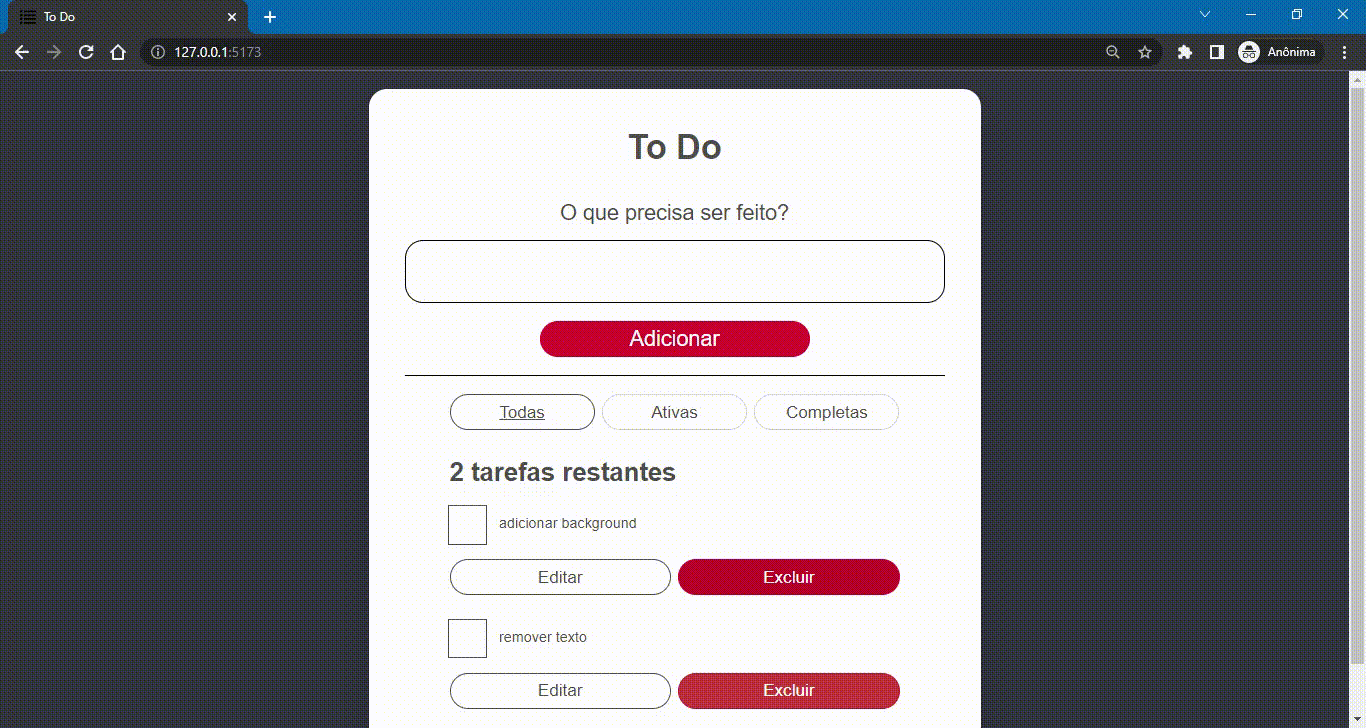 To Do
127.0.0.1:5173
Anônima
To Do
O que precisa ser feito?
Adicionar
Todas Ativas Completas
2 tarefas restantes
adicionar background
Editar Excluir
remover texto
Editar Excluir